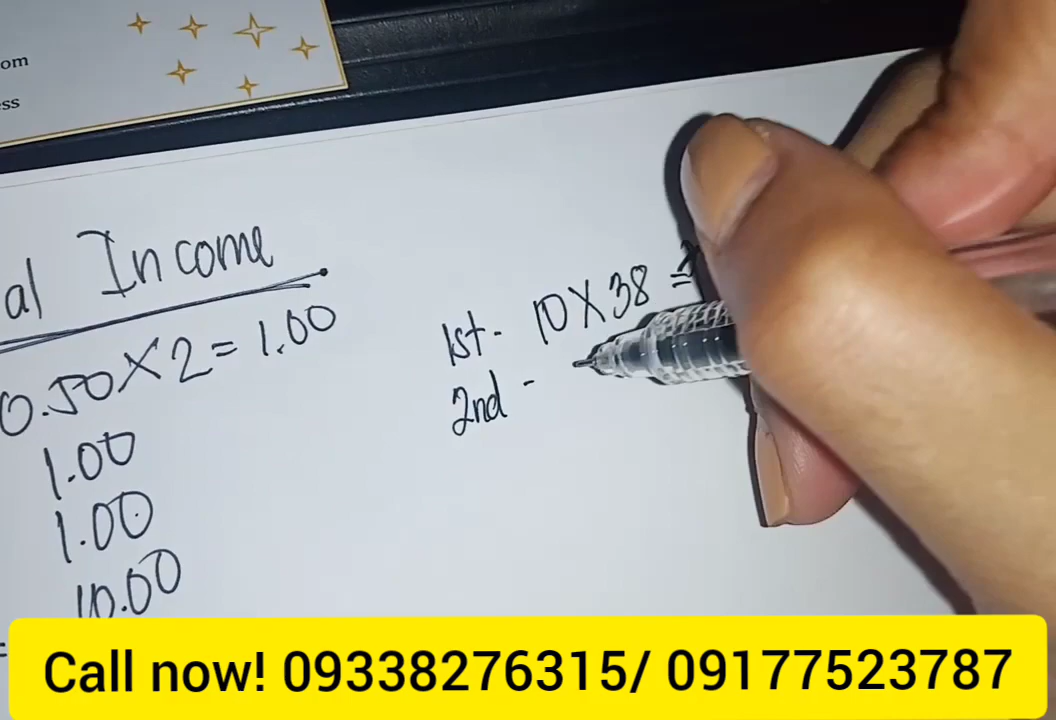 om
ss
al Income
0.50 X 2 = 1.00
1.00
1.00
10.00
1st - 10 X 38 =
2nd -
Call now! 09338276315/ 09177523787